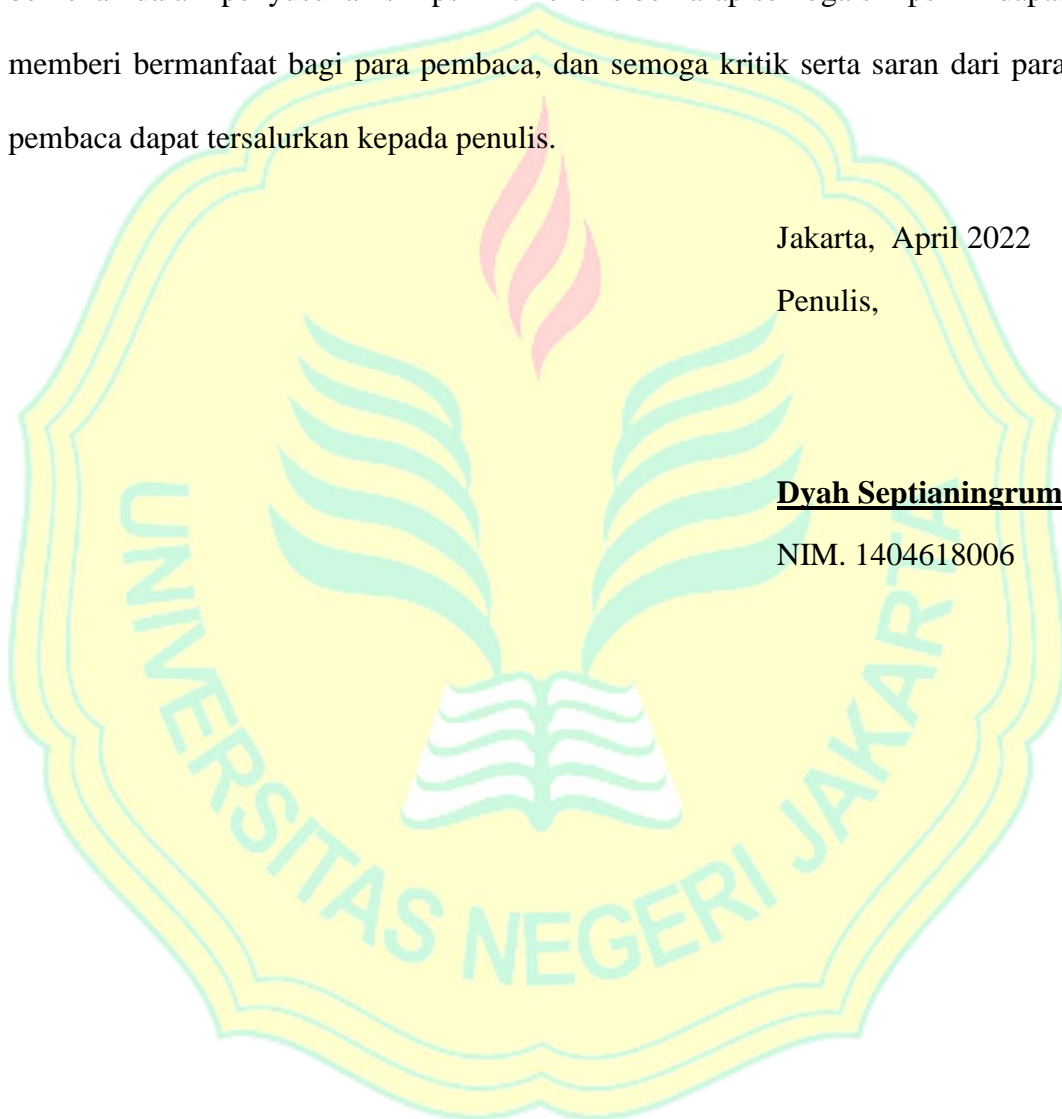 memberi bermanfaat bagi para pembaca, dan semoga kritik serta saran dari para
pembaca dapat tersalurkan kepada penulis.
Jakarta, April 2022
Penulis,
Dyah Septianingrum
NIM. 1404618006
UNIVERSITAS NEGERI JAKARTA